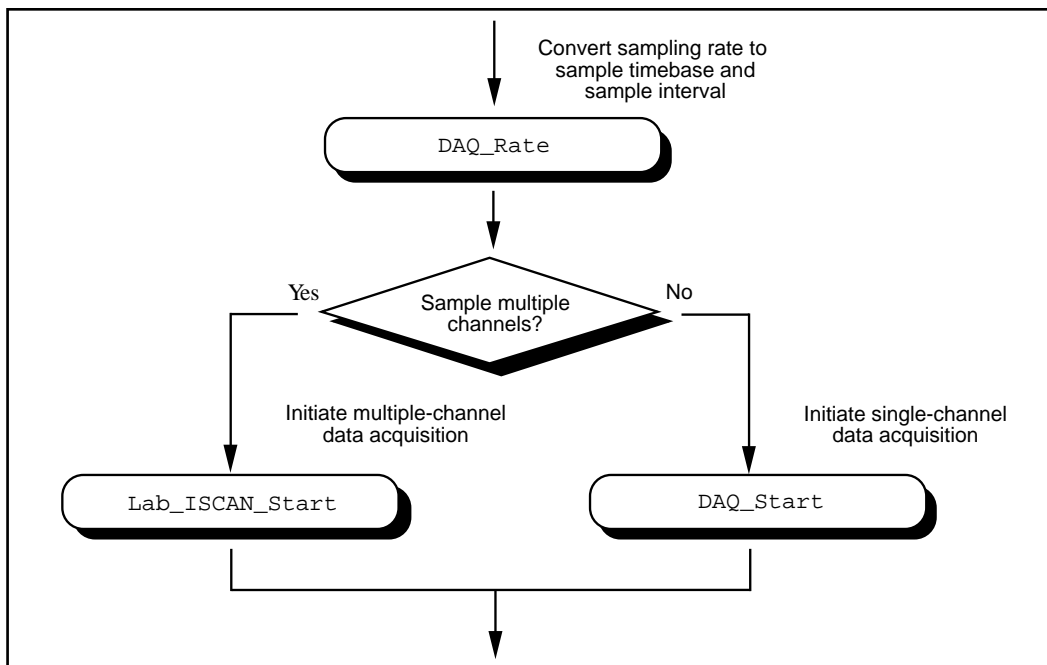 Convert sampling rate to
sample timebase and
sample interval
DAQ_Rate
Yes
No
Sample multiple
channels?
Initiate multiple-channel
data acquisition
Initiate single-channel
data acquisition
Lab_ISCAN_Start
DAQ_Start